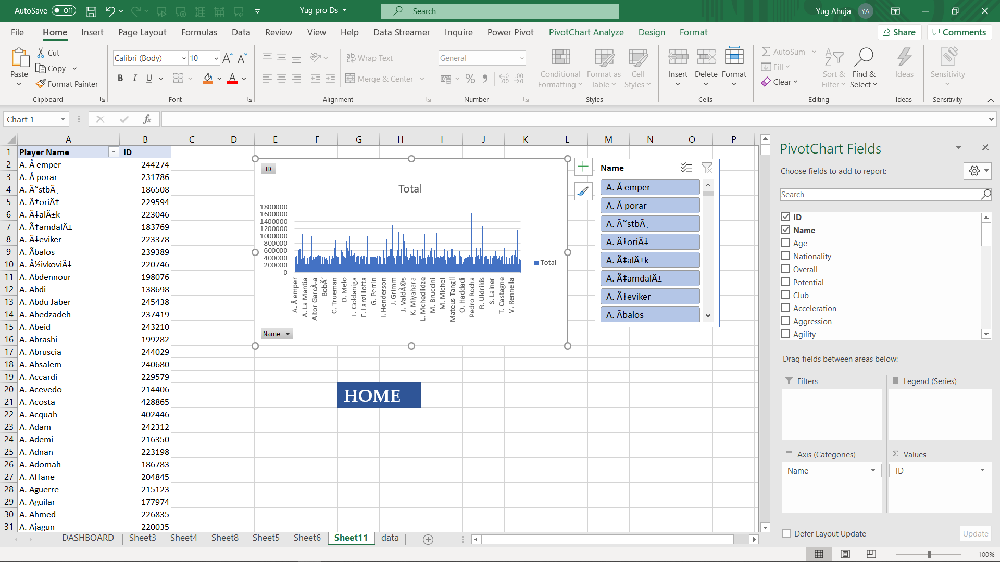 AutoSave Off Yug pro Ds Search Yug Ahuja YA
File Home Insert Page Layout Formulas Data Review View Help Data Streamer Inquire Power Pivot PivotChart Analyze Design Format Share Comments
Paste Cut Copy Format Painter Clipboard
Calibri (Body) 10 B I U A Font
Wrap Text Merge & Center Alignment
General % Number
Conditional Formatting Format as Table Cell Styles Styles
Insert Delete Format Cells
AutoSum Fill Clear Sort & Filter Find & Select Editing
Ideas Ideas
Sensitivity Sensitivity
Chart 1 fx
A B C D E F G H I J K L M N O P
1 Player Name ID
2 A. Å emper 244274
3 A. Å porar 231786
4 A. Ã˜stbÃ¸ 186508
5 A. Ä†oriÄ‡ 229594
6 A. Ã‡alÄ±k 223046
7 A. Ã‡amdalÄ± 183769
8 A. Ã‡eviker 223378
9 A. Ãbalos 239389
10 A. Å½ivkoviÄ‡ 220746
11 A. Abdennour 198076
12 A. Abdi 138698
13 A. Abdu Jaber 245438
14 A. Abedzadeh 237419
15 A. Abeid 243210
16 A. Abrashi 199282
17 A. Abruscia 244029
18 A. Absalem 240680
19 A. Accardi 229579
20 A. Acevedo 214406
21 A. Acosta 428865
22 A. Acquah 402446
23 A. Adam 242312
24 A. Ademi 216350
25 A. Adnan 223198
26 A. Adomah 186783
27 A. Affane 204845
28 A. Aguerre 215123
29 A. Aguilar 177974
30 A. Ahmed 226835
31 A. Ajagun 220035
ID
Total
1800000
1600000
1400000
1200000
1000000
800000
600000
400000
200000
0
A. Å emper
A. La Mantia
Aitor GarcÃ­a
BobÃ´
C. Trueman
D. Melo
E. Goldaniga
F. Lanzillotta
G. Perrin
I. Henderson
J. Grimm
J. ValdÃ©s
K. Miyahara
L. Mchedlidze
M. Bruccini
M. Michel
Mateus Tangil
O. Haddadi
Pedro Rocha
R. Uldrikis
S. Lainer
T. Castagne
V. Rennella
Total
Name
Name
A. Å emper
A. Å porar
A. Ã˜stbÃ¸
A. Ä†oriÄ‡
A. Ã‡alÄ±k
A. Ã‡amdalÄ±
A. Ã‡eviker
A. Ãbalos
HOME
PivotChart Fields
Choose fields to add to report:
Search
ID
Name
Age
Nationality
Overall
Potential
Club
Acceleration
Aggression
Agility
Drag fields between areas below:
Filters Legend (Series)
Axis (Categories) Σ Values
Name ID
Defer Layout Update Update
DASHBOARD Sheet3 Sheet4 Sheet8 Sheet5 Sheet6 Sheet11 data
100%